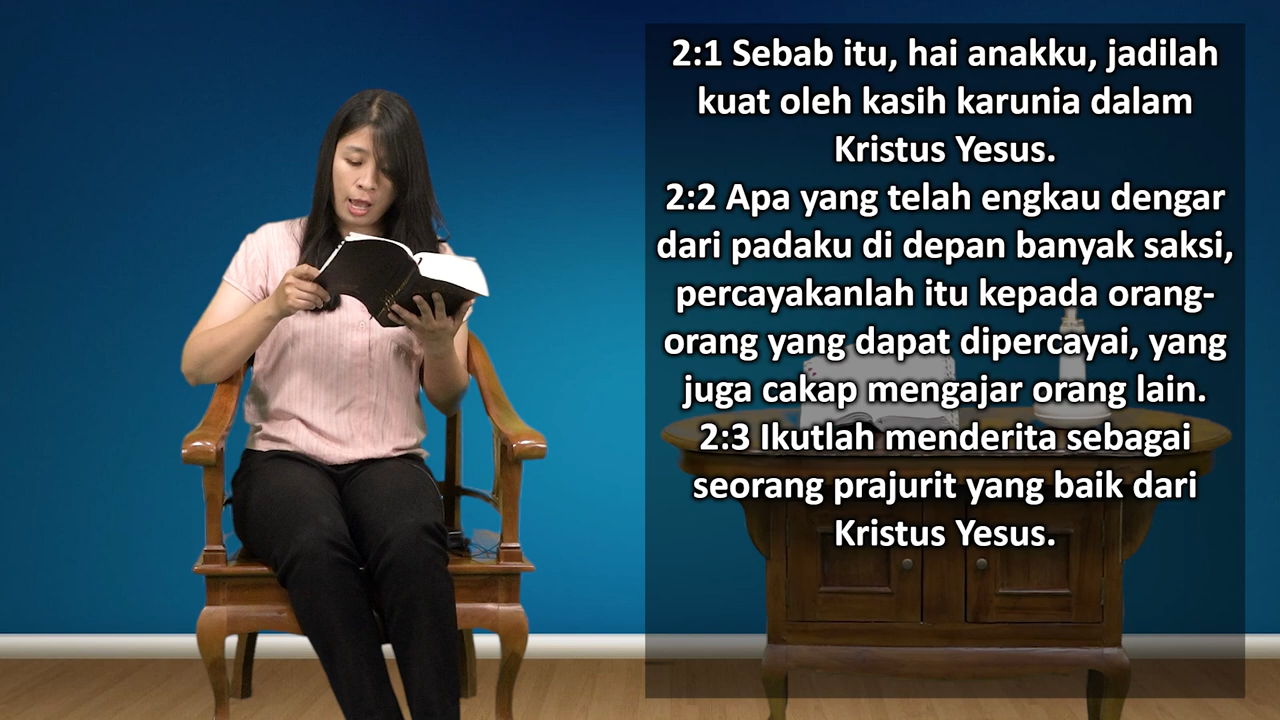 2:1 Sebab itu, hai anakku, jadilah
kuat oleh kasih karunia dalam
Kristus Yesus.
2:2 Apa yang telah engkau dengar
dari padaku di depan banyak saksi,
percayakanlah itu kepada orang-
orang yang dapat dipercayai, yang
juga cakap mengajar orang lain.
2:3 Ikutlah menderita sebagai
seorang prajurit yang baik dari
Kristus Yesus.